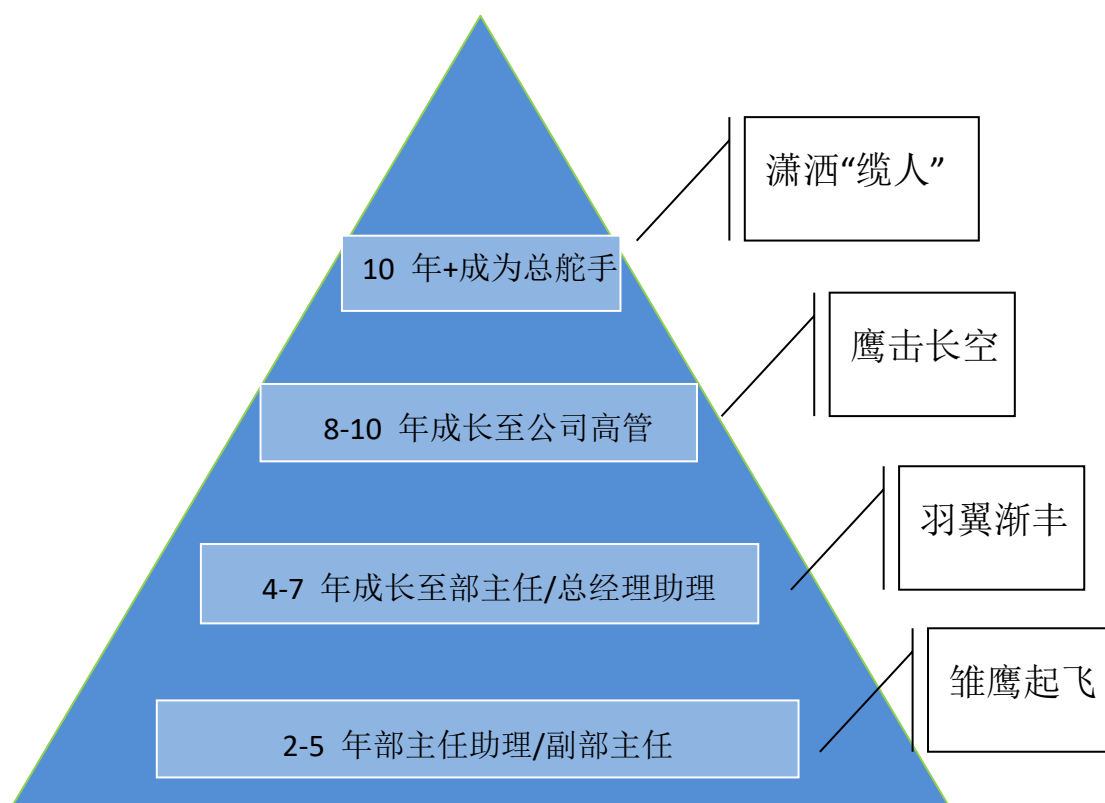 潇洒“缆人”
10 年+成为总舵手
鹰击长空
8-10 年成长至公司高管
羽翼渐丰
4-7 年成长至部主任/总经理助理
雏鹰起飞
2-5 年部主任助理/副部主任